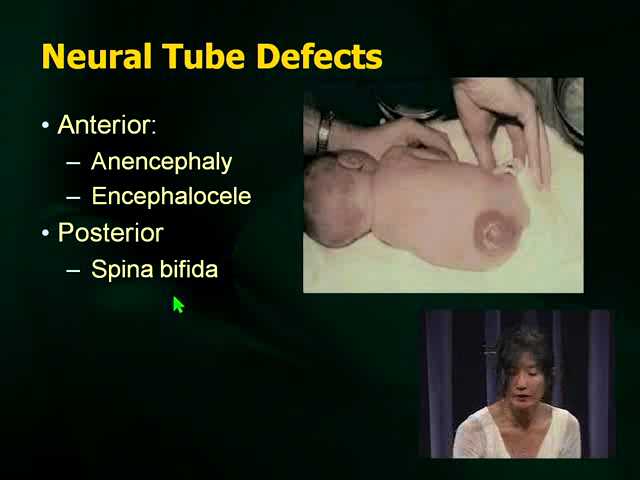 Neural Tube Defects
• Anterior:
– Anencephaly
– Encephalocele
• Posterior
– Spina bifida